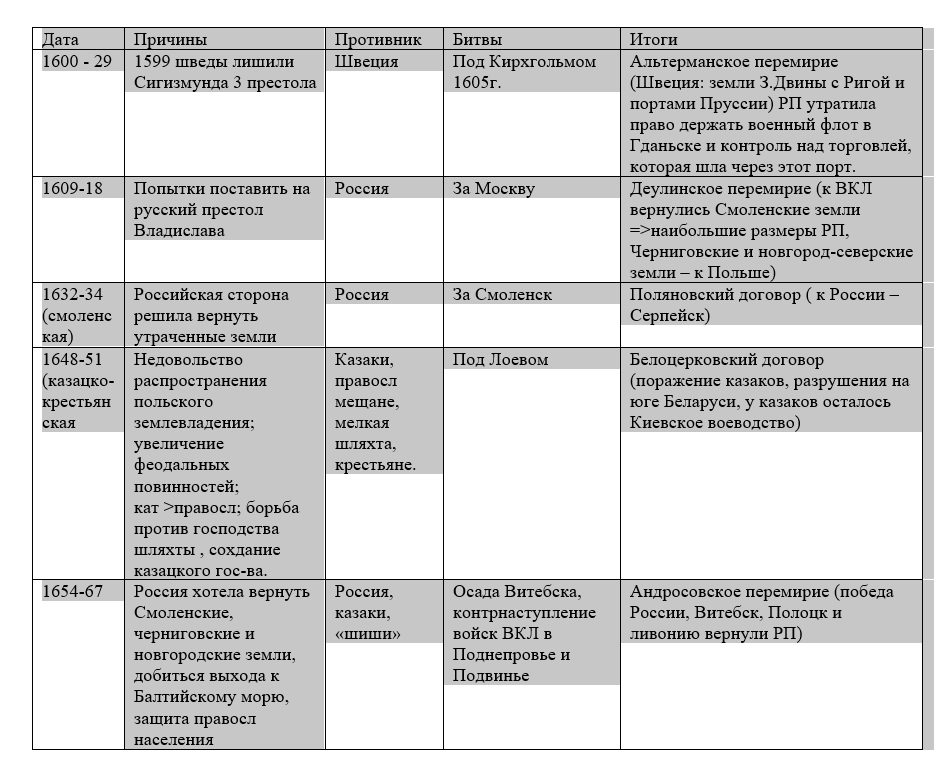 Дата
Причины
Противник
Битвы
Итоги
1600 - 29
1599 шведы лишили
Сигизмунда 3 престола
Швеция
Под Кирхгольмом
1605г.
Альтерманское перемирие
(Швеция: земли З.Двины с Ригой и
портами Пруссии) РП утратила
право держать военный флот в
Гданьске и контроль над торговлей,
которая шла через этот порт.
1609-18
Попытки поставить на
русский престол
Владислава
Россия
За Москву
Деулинское перемирие (к ВКЛ
вернулись Смоленские земли
=>наибольшие размеры РП,
Черниговские и новгород-северские
земли – к Польше)
1632-34
(смоленс
кая)
Российская сторона
решила вернуть
утраченные земли
Россия
За Смоленск
Поляновский договор ( к России –
Серпейск)
1648-51
(казацко-
крестьян
ская
Недовольство
распространения
польского
землевладения;
увеличение
феодальных
повинностей;
кат >правосл; борьба
против господства
шляхты , сохдание
казацкого гос-ва.
Казаки,
правосл
мещане,
мелкая
шляхта,
крестьяне.
Под Лоевом
Белоцерковский договор
(поражение казаков, разрушения на
юге Беларуси, у казаков осталось
Киевское воеводство)
1654-67
Россия хотела вернуть
Смоленские,
черниговские и
новгородские земли,
добиться выхода к
Балтийскому морю,
защита правосл
населения
Россия,
казаки,
«шиши»
Осада Витебска,
контрнаступление
войск ВКЛ в
Поднепровье и
Подвинье
Андросовское перемирие (победа
России, Витебск, Полоцк и
ливонию вернули РП)